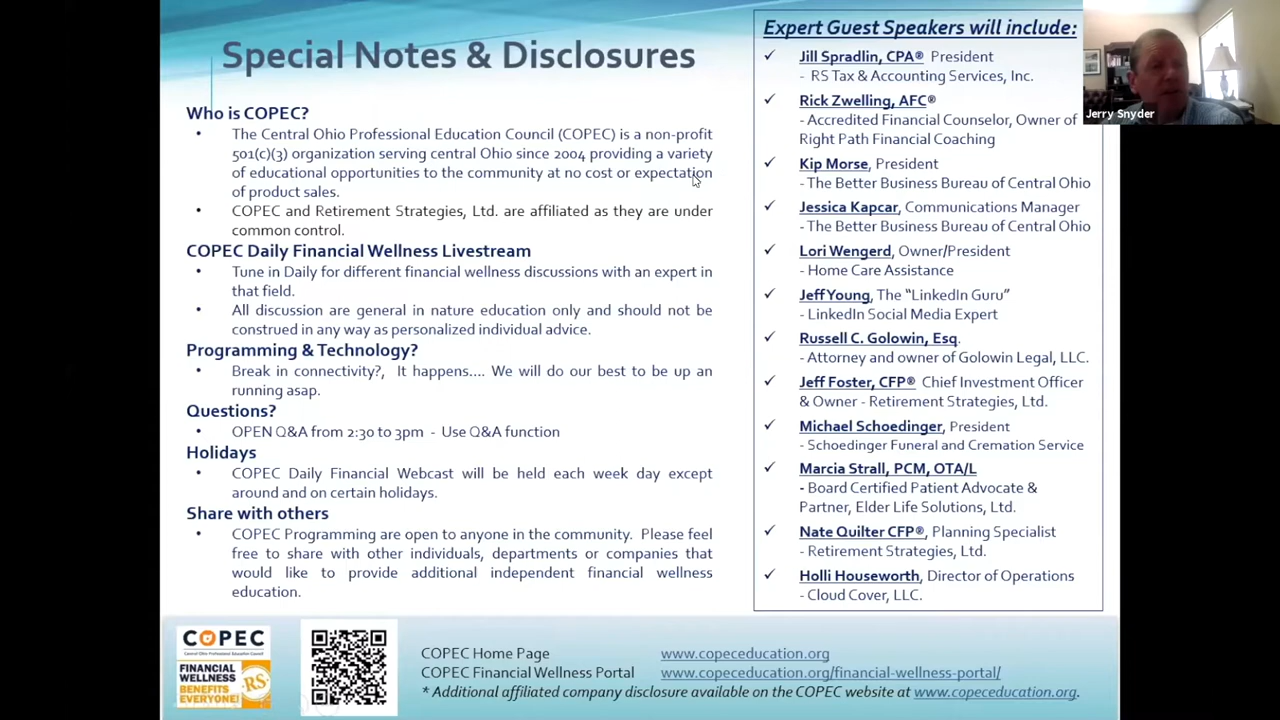 Special Notes & Disclosures
Who is COPEC?
• The Central Ohio Professional Education Council (COPEC) is a non-profit
501(c)(3) organization serving central Ohio since 2004 providing a variety
of educational opportunities to the community at no cost or expectation
of product sales.
• COPEC and Retirement Strategies, Ltd. are affiliated as they are under
common control.
COPEC Daily Financial Wellness Livestream
• Tune in Daily for different financial wellness discussions with an expert in
that field.
• All discussion are general in nature education only and should not be
construed in any way as personalized individual advice.
Programming & Technology?
• Break in connectivity?, It happens.... We will do our best to be up an
running asap.
Questions?
• OPEN Q&A from 2:30 to 3pm - Use Q&A function
Holidays
• COPEC Daily Financial Webcast will be held each week day except
around and on certain holidays.
Share with others
• COPEC Programming are open to anyone in the community. Please feel
free to share with other individuals, departments or companies that
would like to provide additional independent financial wellness
education.
Expert Guest Speakers will include:
✓ Jill Spradlin, CPA® President
- RS Tax & Accounting Services, Inc.
✓ Rick Zwelling, AFC®
- Accredited Financial Counselor, Owner of
Right Path Financial Coaching
✓ Kip Morse, President
- The Better Business Bureau of Central Ohio
✓ Jessica Kapcar, Communications Manager
- The Better Business Bureau of Central Ohio
✓ Lori Wengerd, Owner/President
- Home Care Assistance
✓ Jeff Young, The “LinkedIn Guru”
- LinkedIn Social Media Expert
✓ Russell C. Golowin, Esq.
- Attorney and owner of Golowin Legal, LLC.
✓ Jeff Foster, CFP® Chief Investment Officer
& Owner - Retirement Strategies, Ltd.
✓ Michael Schoedinger, President
- Schoedinger Funeral and Cremation Service
✓ Marcia Strall, PCM, OTA/L
- Board Certified Patient Advocate &
Partner, Elder Life Solutions, Ltd.
✓ Nate Quilter CFP®, Planning Specialist
- Retirement Strategies, Ltd.
✓ Holli Houseworth, Director of Operations
- Cloud Cover, LLC.
Jerry Snyder
COPEC
Central Ohio Professional Education Council
FINANCIAL
WELLNESS
BENEFITS
EVERYONE!
RS
COPEC Home Page www.copeceducation.org
COPEC Financial Wellness Portal www.copeceducation.org/financial-wellness-portal/
* Additional affiliated company disclosure available on the COPEC website at www.copeceducation.org.